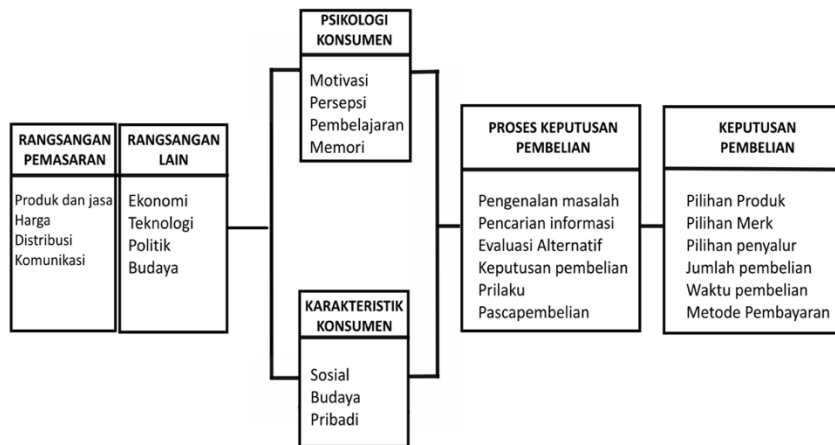 RANGSANGAN
PEMASARAN
Produk dan jasa
Harga
Distribusi
Komunikasi
RANGSANGAN
LAIN
Ekonomi
Teknologi
Politik
Budaya
PSIKOLOGI
KONSUMEN
Motivasi
Persepsi
Pembelajaran
Memori
KARAKTERISTIK
KONSUMEN
Sosial
Budaya
Pribadi
PROSES KEPUTUSAN
PEMBELIAN
Pengenalan masalah
Pencarian informasi
Evaluasi Alternatif
Keputusan pembelian
Prilaku
Pascapembelian
KEPUTUSAN
PEMBELIAN
Pilihan Produk
Pilihan Merk
Pilihan penyalur
Jumlah pembelian
Waktu pembelian
Metode Pembayaran